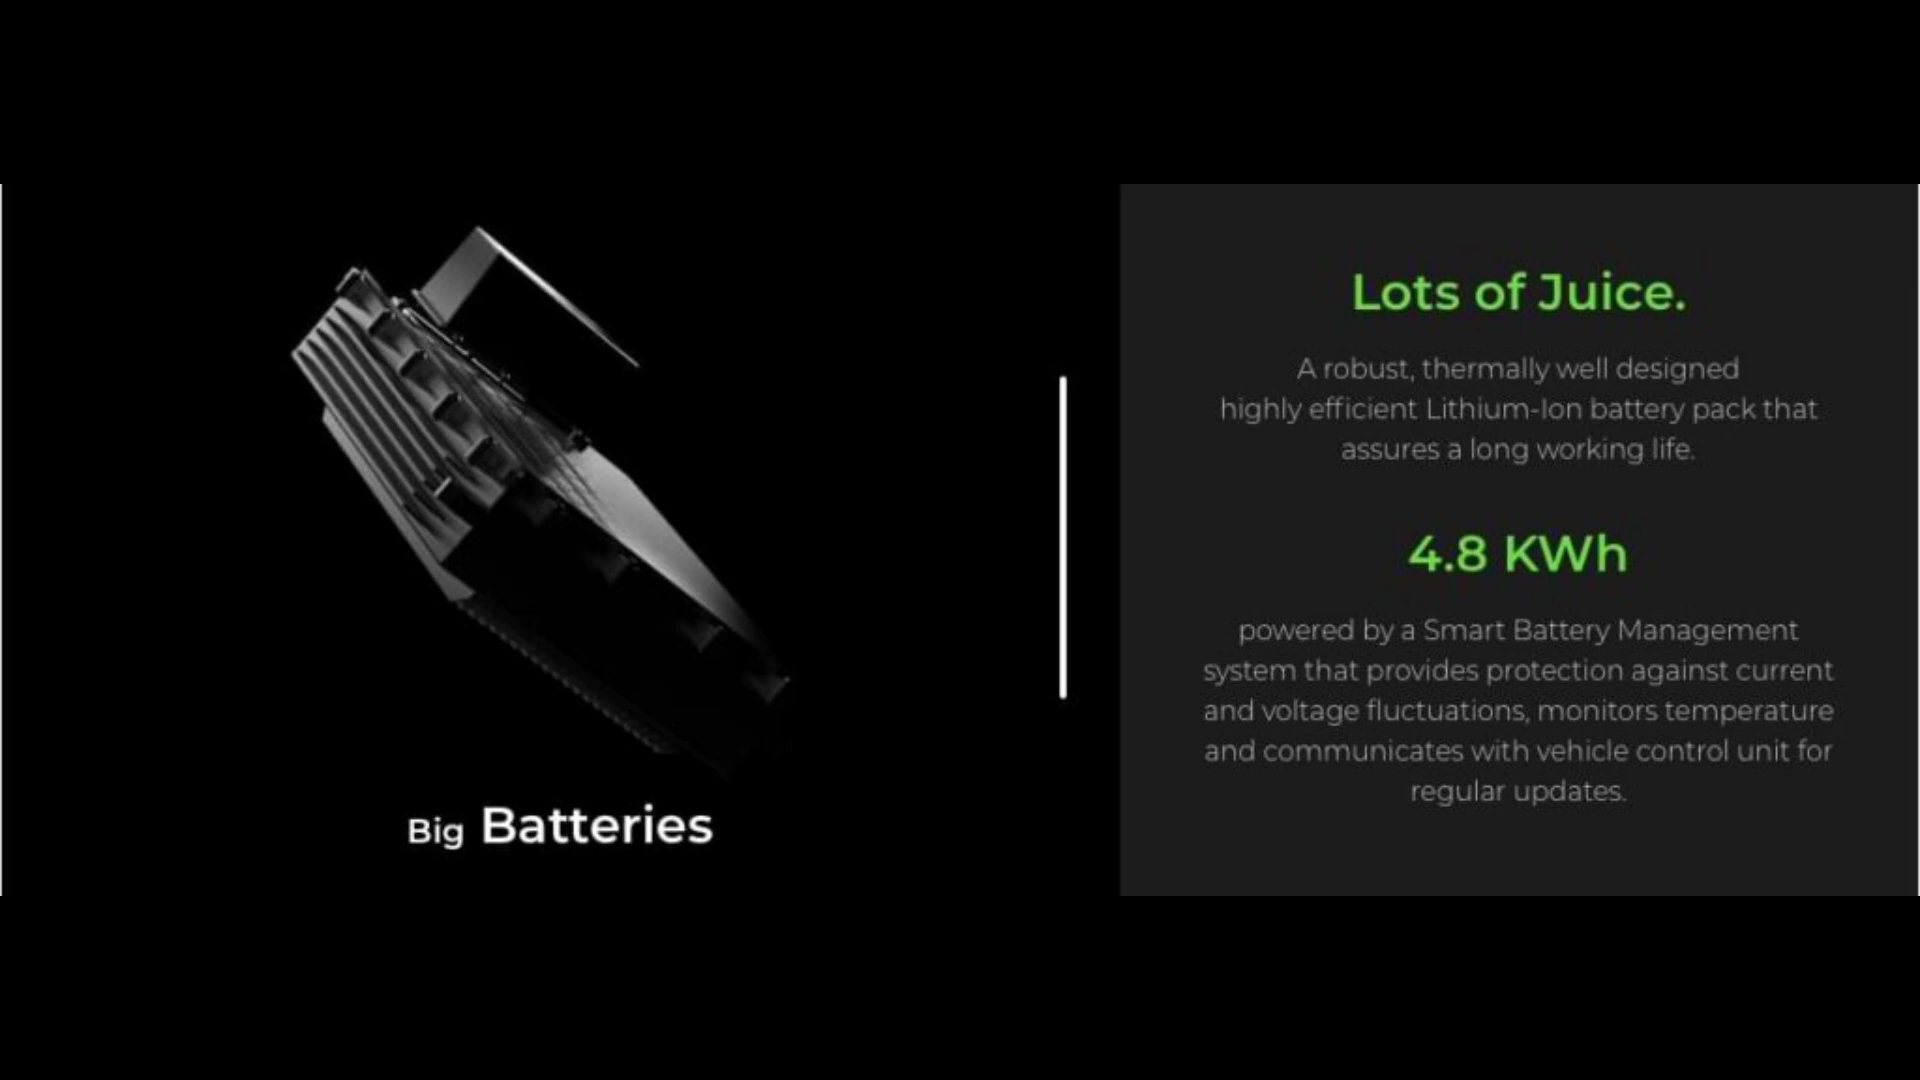 Big Batteries
Lots of Juice.
A robust, thermally well designed
highly efficient Lithium-Ion battery pack that
assures a long working life.
4.8 KWh
powered by a Smart Battery Management
system that provides protection against current
and voltage fluctuations, monitors temperature
and communicates with vehicle control unit for
regular updates.